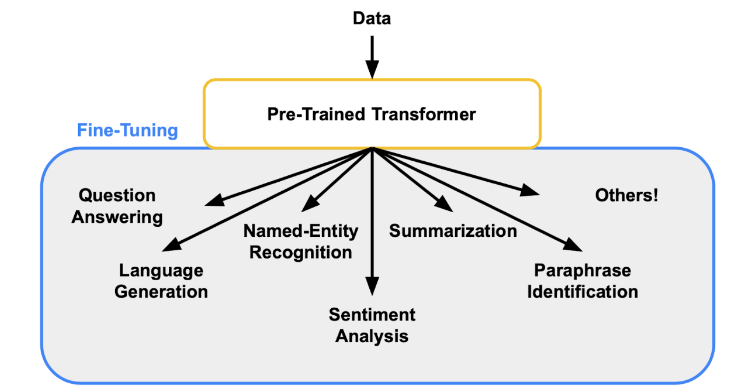 Data
Pre-Trained Transformer
Fine-Tuning
Question
Answering
Others!
Named-Entity
Recognition
Summarization
Language
Generation
Paraphrase
Identification
Sentiment
Analysis